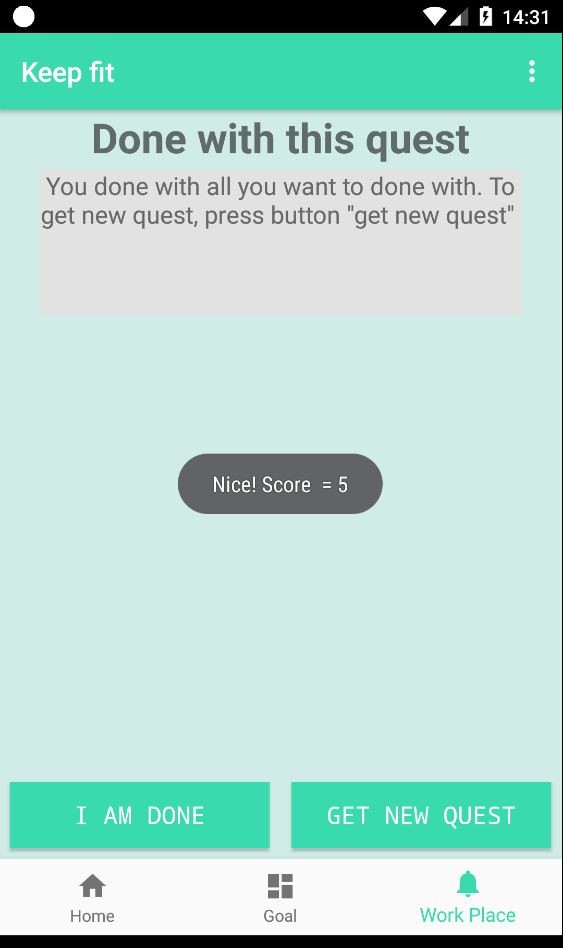 14:31
Keep fit
Done with this quest
You done with all you want to done with. To
get new quest, press button "get new quest"
Nice! Score  = 5
I AM DONE
GET NEW QUEST
Home
Goal
Work Place